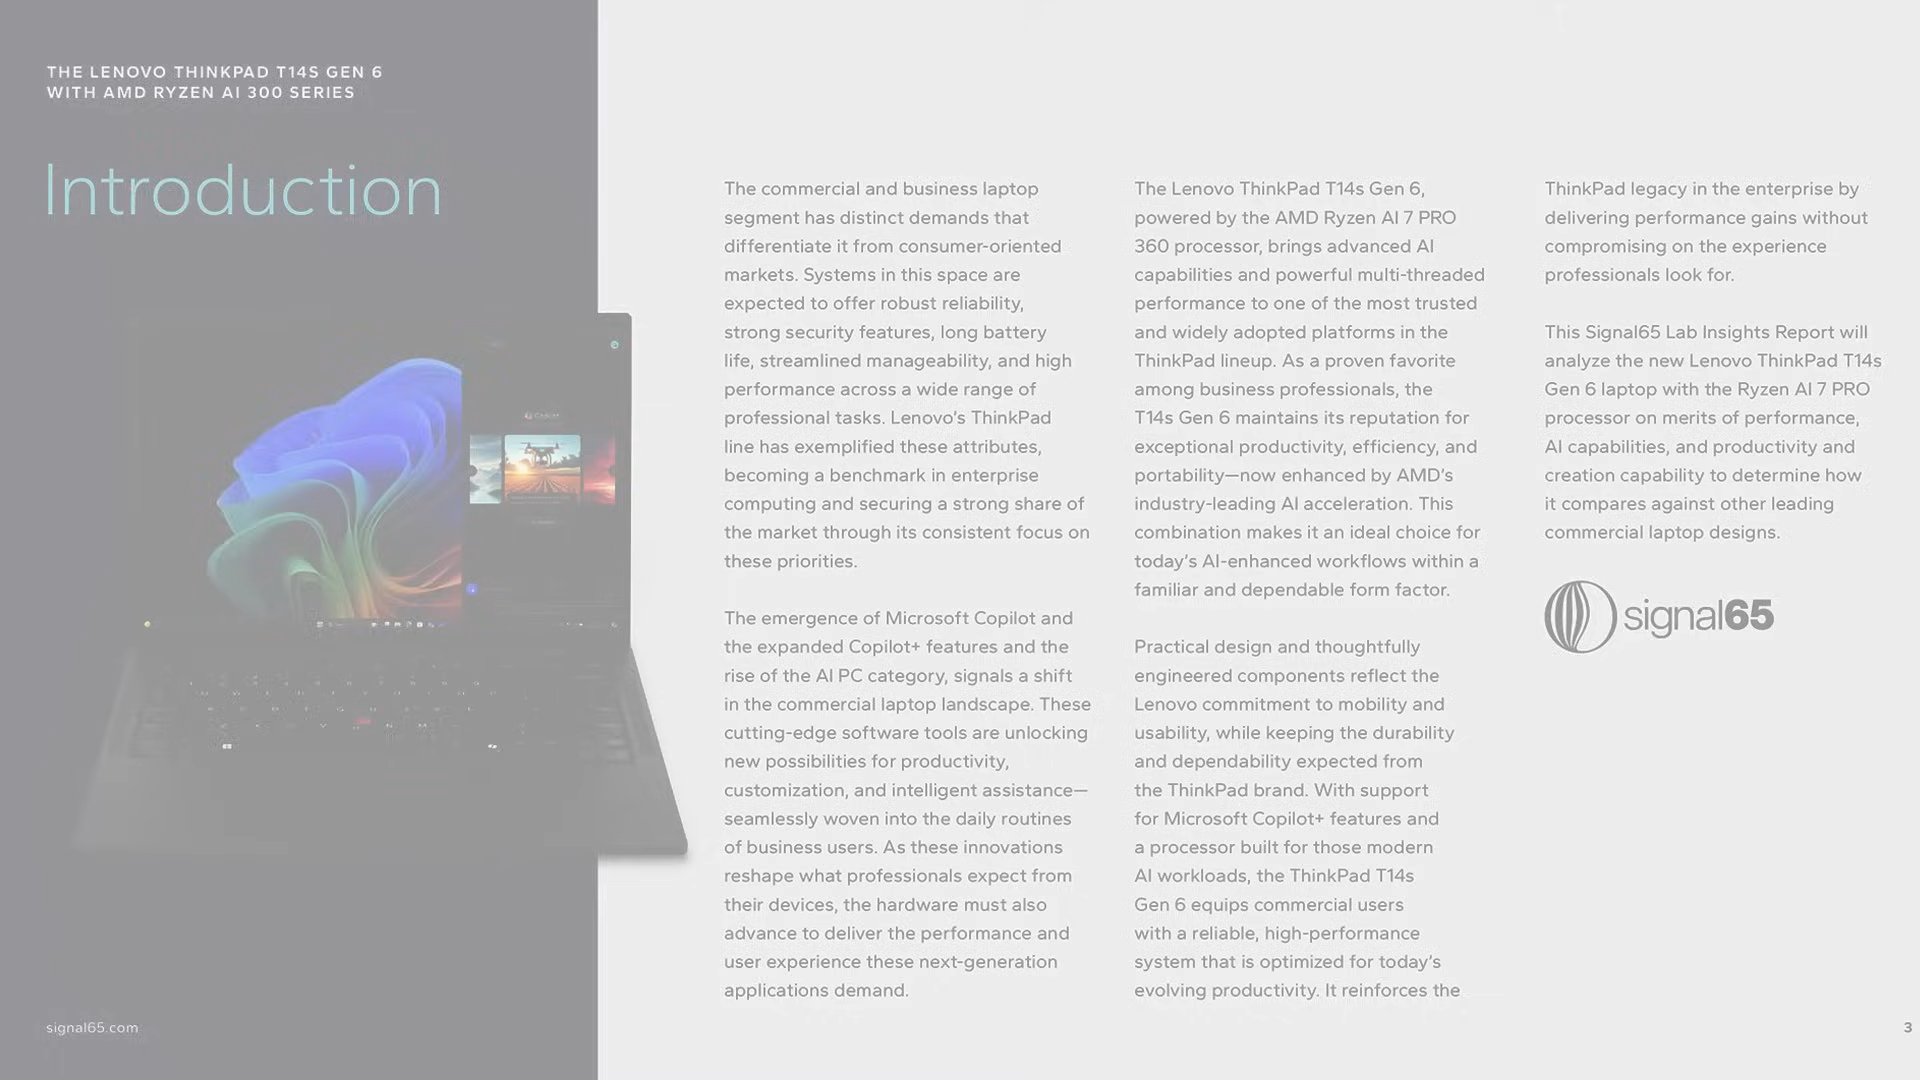 THE LENOVO THINKPAD T14S GEN 6
WITH AMD RYZEN AI 300 SERIES
Introduction
The commercial and business laptop
segment has distinct demands that
differentiate it from consumer-oriented
markets. Systems in this space are
expected to offer robust reliability,
strong security features, long battery
life, streamlined manageability, and high
performance across a wide range of
professional tasks. Lenovo’s ThinkPad
line has exemplified these attributes,
becoming a benchmark in enterprise
computing and securing a strong share of
the market through its consistent focus on
these priorities.
The emergence of Microsoft Copilot and
the expanded Copilot+ features and the
rise of the AI PC category, signals a shift
in the commercial laptop landscape. These
cutting-edge software tools are unlocking
new possibilities for productivity,
customization, and intelligent assistance—
seamlessly woven into the daily routines
of business users. As these innovations
reshape what professionals expect from
their devices, the hardware must also
advance to deliver the performance and
user experience these next-generation
applications demand.
The Lenovo ThinkPad T14s Gen 6,
powered by the AMD Ryzen AI 7 PRO
360 processor, brings advanced AI
capabilities and powerful multi-threaded
performance to one of the most trusted
and widely adopted platforms in the
ThinkPad lineup. As a proven favorite
among business professionals, the
T14s Gen 6 maintains its reputation for
exceptional productivity, efficiency, and
portability—now enhanced by AMD’s
industry-leading AI acceleration. This
combination makes it an ideal choice for
today’s AI-enhanced workflows within a
familiar and dependable form factor.
Practical design and thoughtfully
engineered components reflect the
Lenovo commitment to mobility and
usability, while keeping the durability
and dependability expected from
the ThinkPad brand. With support
for Microsoft Copilot+ features and
a processor built for those modern
AI workloads, the ThinkPad T14s
Gen 6 equips commercial users
with a reliable, high-performance
system that is optimized for today’s
evolving productivity. It reinforces the
ThinkPad legacy in the enterprise by
delivering performance gains without
compromising on the experience
professionals look for.
This Signal65 Lab Insights Report will
analyze the new Lenovo ThinkPad T14s
Gen 6 laptop with the Ryzen AI 7 PRO
processor on merits of performance,
AI capabilities, and productivity and
creation capability to determine how
it compares against other leading
commercial laptop designs.
signal65
signal65.com
3